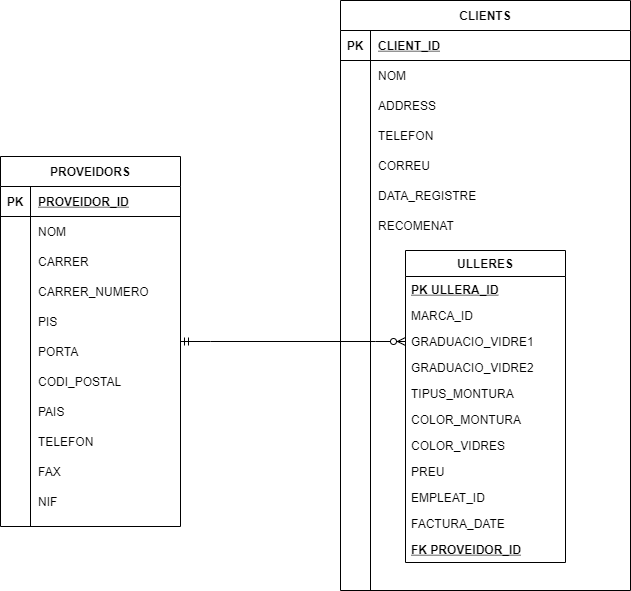 CLIENTS
PK CLIENT_ID
NOM
ADDRESS
TELEFON
CORREU
DATA_REGISTRE
RECOMENAT
PROVEIDORS
PK PROVEIDOR_ID
NOM
CARRER
CARRER_NUMERO
PIS
PORTA
CODI_POSTAL
PAIS
TELEFON
FAX
NIF
ULLERES
PK ULLERA_ID
MARCA_ID
GRADUACIO_VIDRE1
GRADUACIO_VIDRE2
TIPUS_MONTURA
COLOR_MONTURA
COLOR_VIDRES
PREU
EMPLEAT_ID
FACTURA_DATE
FK PROVEIDOR_ID